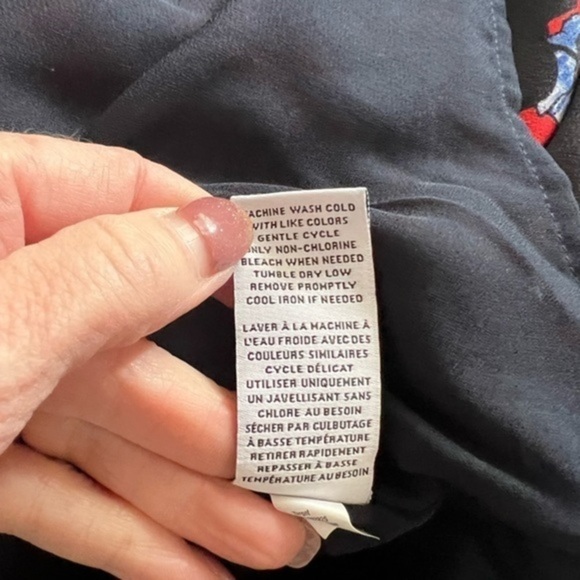 MACHINE WASH COLD
WITH LIKE COLORS
GENTLE CYCLE
ONLY NON-CHLORINE
BLEACH WHEN NEEDED
TUMBLE DRY LOW
REMOVE PROMPTLY
COOL IRON IF NEEDED
LAVER À LA MACHINE À
L'EAU FROIDE AVEC DES
COULEURS SIMILAIRES
CYCLE DÉLICAT
UTILISER UNIQUEMENT
UN JAVELLISANT SANS
CHLORE AU BESOIN
SÉCHER PAR CULBUTAGE
À BASSE TEMPÉRATURE
RETIRER RAPIDEMENT
REPASSER À BASSE
TEMPÉRATURE AU BESOIN